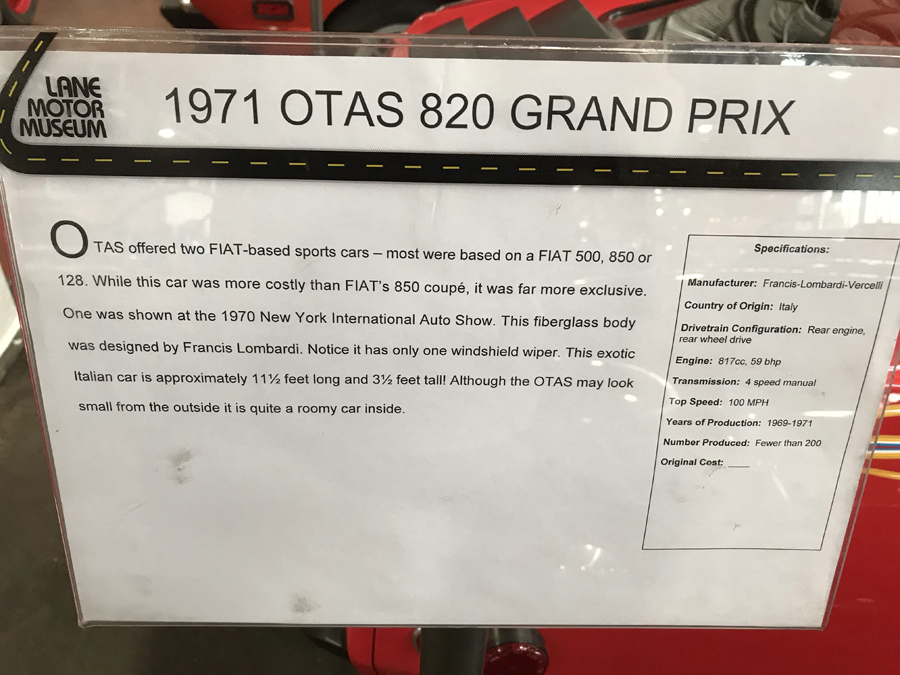 LANE
MOTOR
MUSEUM
1971 OTAS 820 GRAND PRIX
OTAS offered two FIAT-based sports cars – most were based on a FIAT 500, 850 or
128. While this car was more costly than FIAT's 850 coupé, it was far more exclusive.
One was shown at the 1970 New York International Auto Show. This fiberglass body
was designed by Francis Lombardi. Notice it has only one windshield wiper. This exotic
Italian car is approximately 11½ feet long and 3½ feet tall! Although the OTAS may look
small from the outside it is quite a roomy car inside.
Specifications:
Manufacturer: Francis-Lombardi-Vercelli
Country of Origin: Italy
Drivetrain Configuration: Rear engine,
rear wheel drive
Engine: 817cc, 59 bhp
Transmission: 4 speed manual
Top Speed: 100 MPH
Years of Production: 1969-1971
Number Produced: Fewer than 200
Original Cost: ___